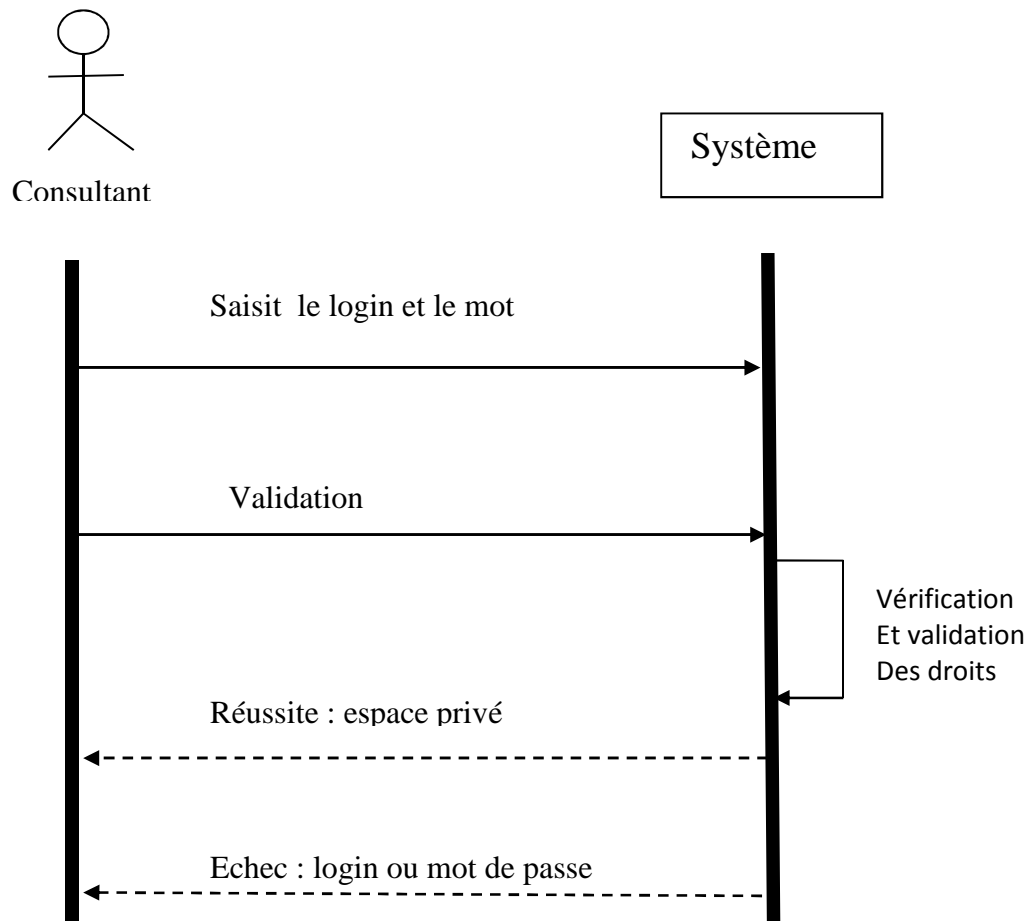 Système
Consultant
Saisit le login et le mot
Validation
Vérification
Et validation
Des droits
Réussite : espace privé
Echec : login ou mot de passe